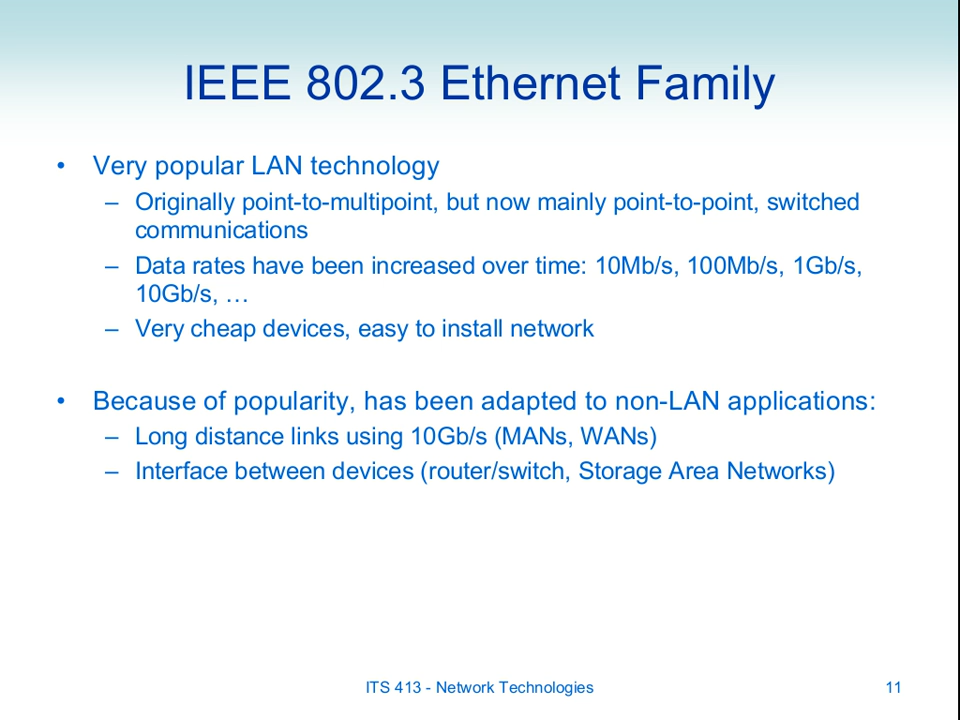 IEEE 802.3 Ethernet Family
• Very popular LAN technology
– Originally point-to-multipoint, but now mainly point-to-point, switched
communications
– Data rates have been increased over time: 10Mb/s, 100Mb/s, 1Gb/s,
10Gb/s, …
– Very cheap devices, easy to install network
• Because of popularity, has been adapted to non-LAN applications:
– Long distance links using 10Gb/s (MANs, WANs)
– Interface between devices (router/switch, Storage Area Networks)
ITS 413 - Network Technologies 11